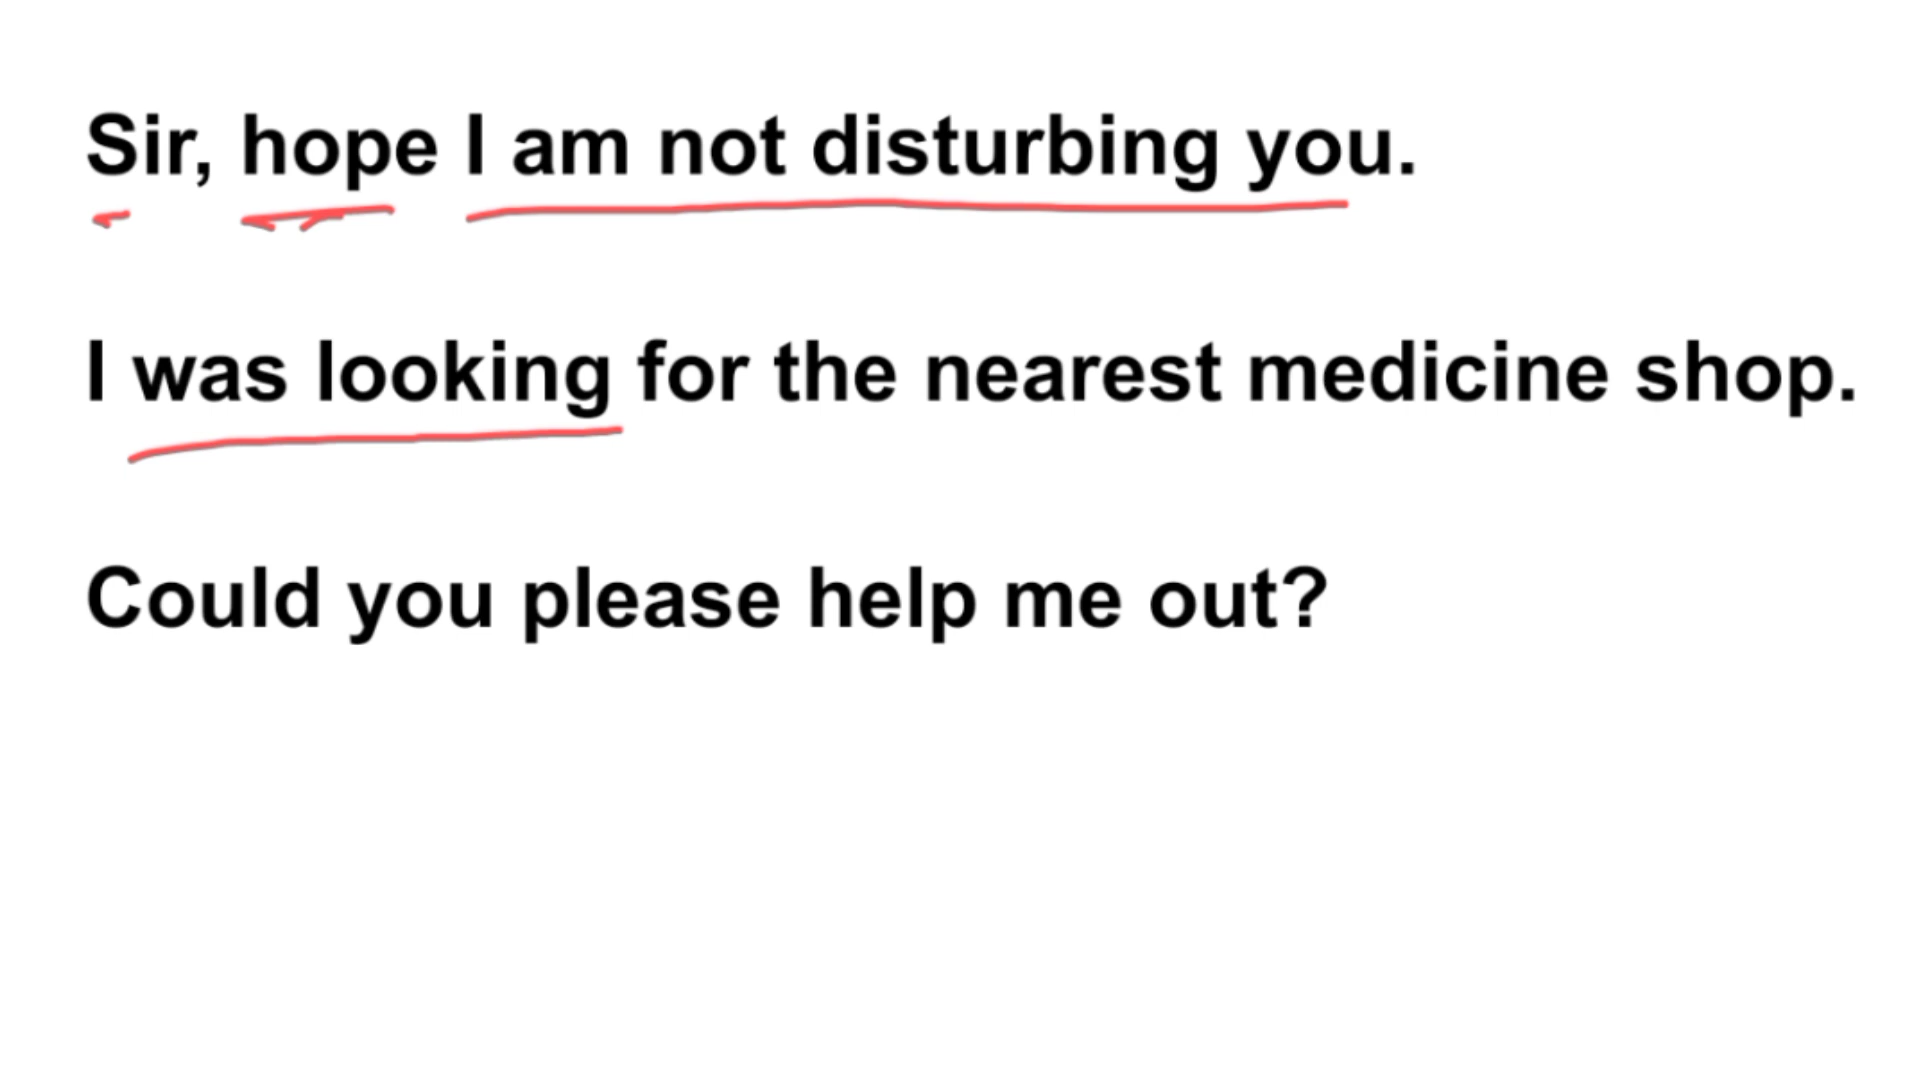 Sir, hope I am not disturbing you.
I was looking for the nearest medicine shop.
Could you please help me out?